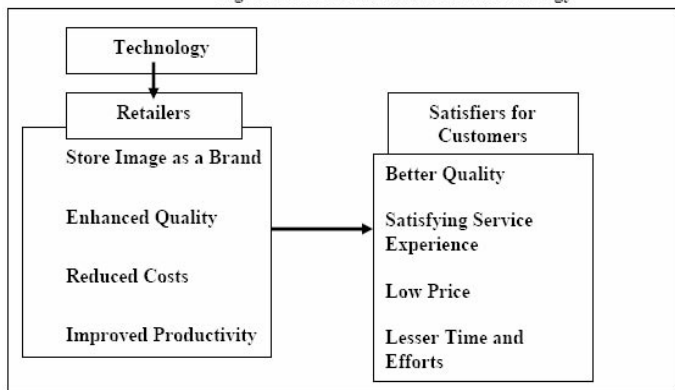 Technology
Retailers
Store Image as a Brand
Enhanced Quality
Reduced Costs
Improved Productivity
Satisfiers for
Customers
Better Quality
Satisfying Service
Experience
Low Price
Lesser Time and
Efforts